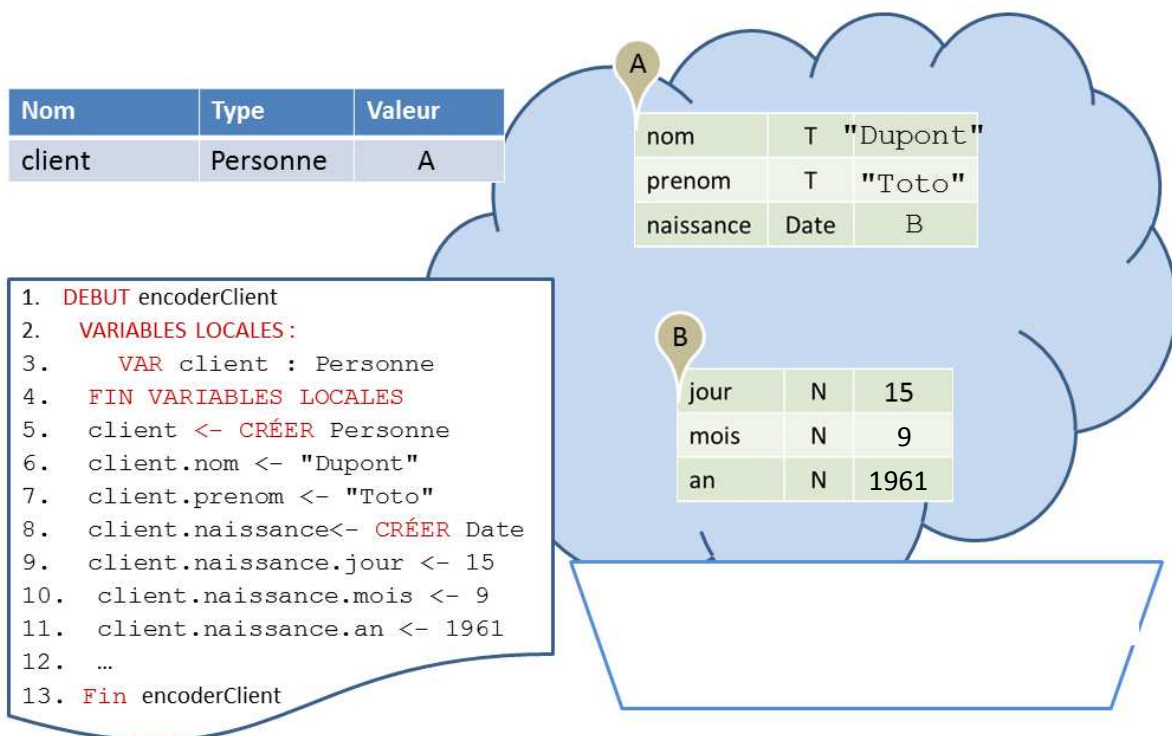 Nom Type Valeur
client Personne A
A
nom T "Dupont"
prenom T "Toto"
naissance Date B
B
jour N 15
mois N 9
an N 1961
1. DEBUT encoderClient
2. VARIABLES LOCALES :
3. VAR client : Personne
4. FIN VARIABLES LOCALES
5. client <- CRÉER Personne
6. client.nom <- "Dupont"
7. client.prenom <- "Toto"
8. client.naissance<- CRÉER Date
9. client.naissance.jour <- 15
10. client.naissance.mois <- 9
11. client.naissance.an <- 1961
12. …
13. Fin encoderClient